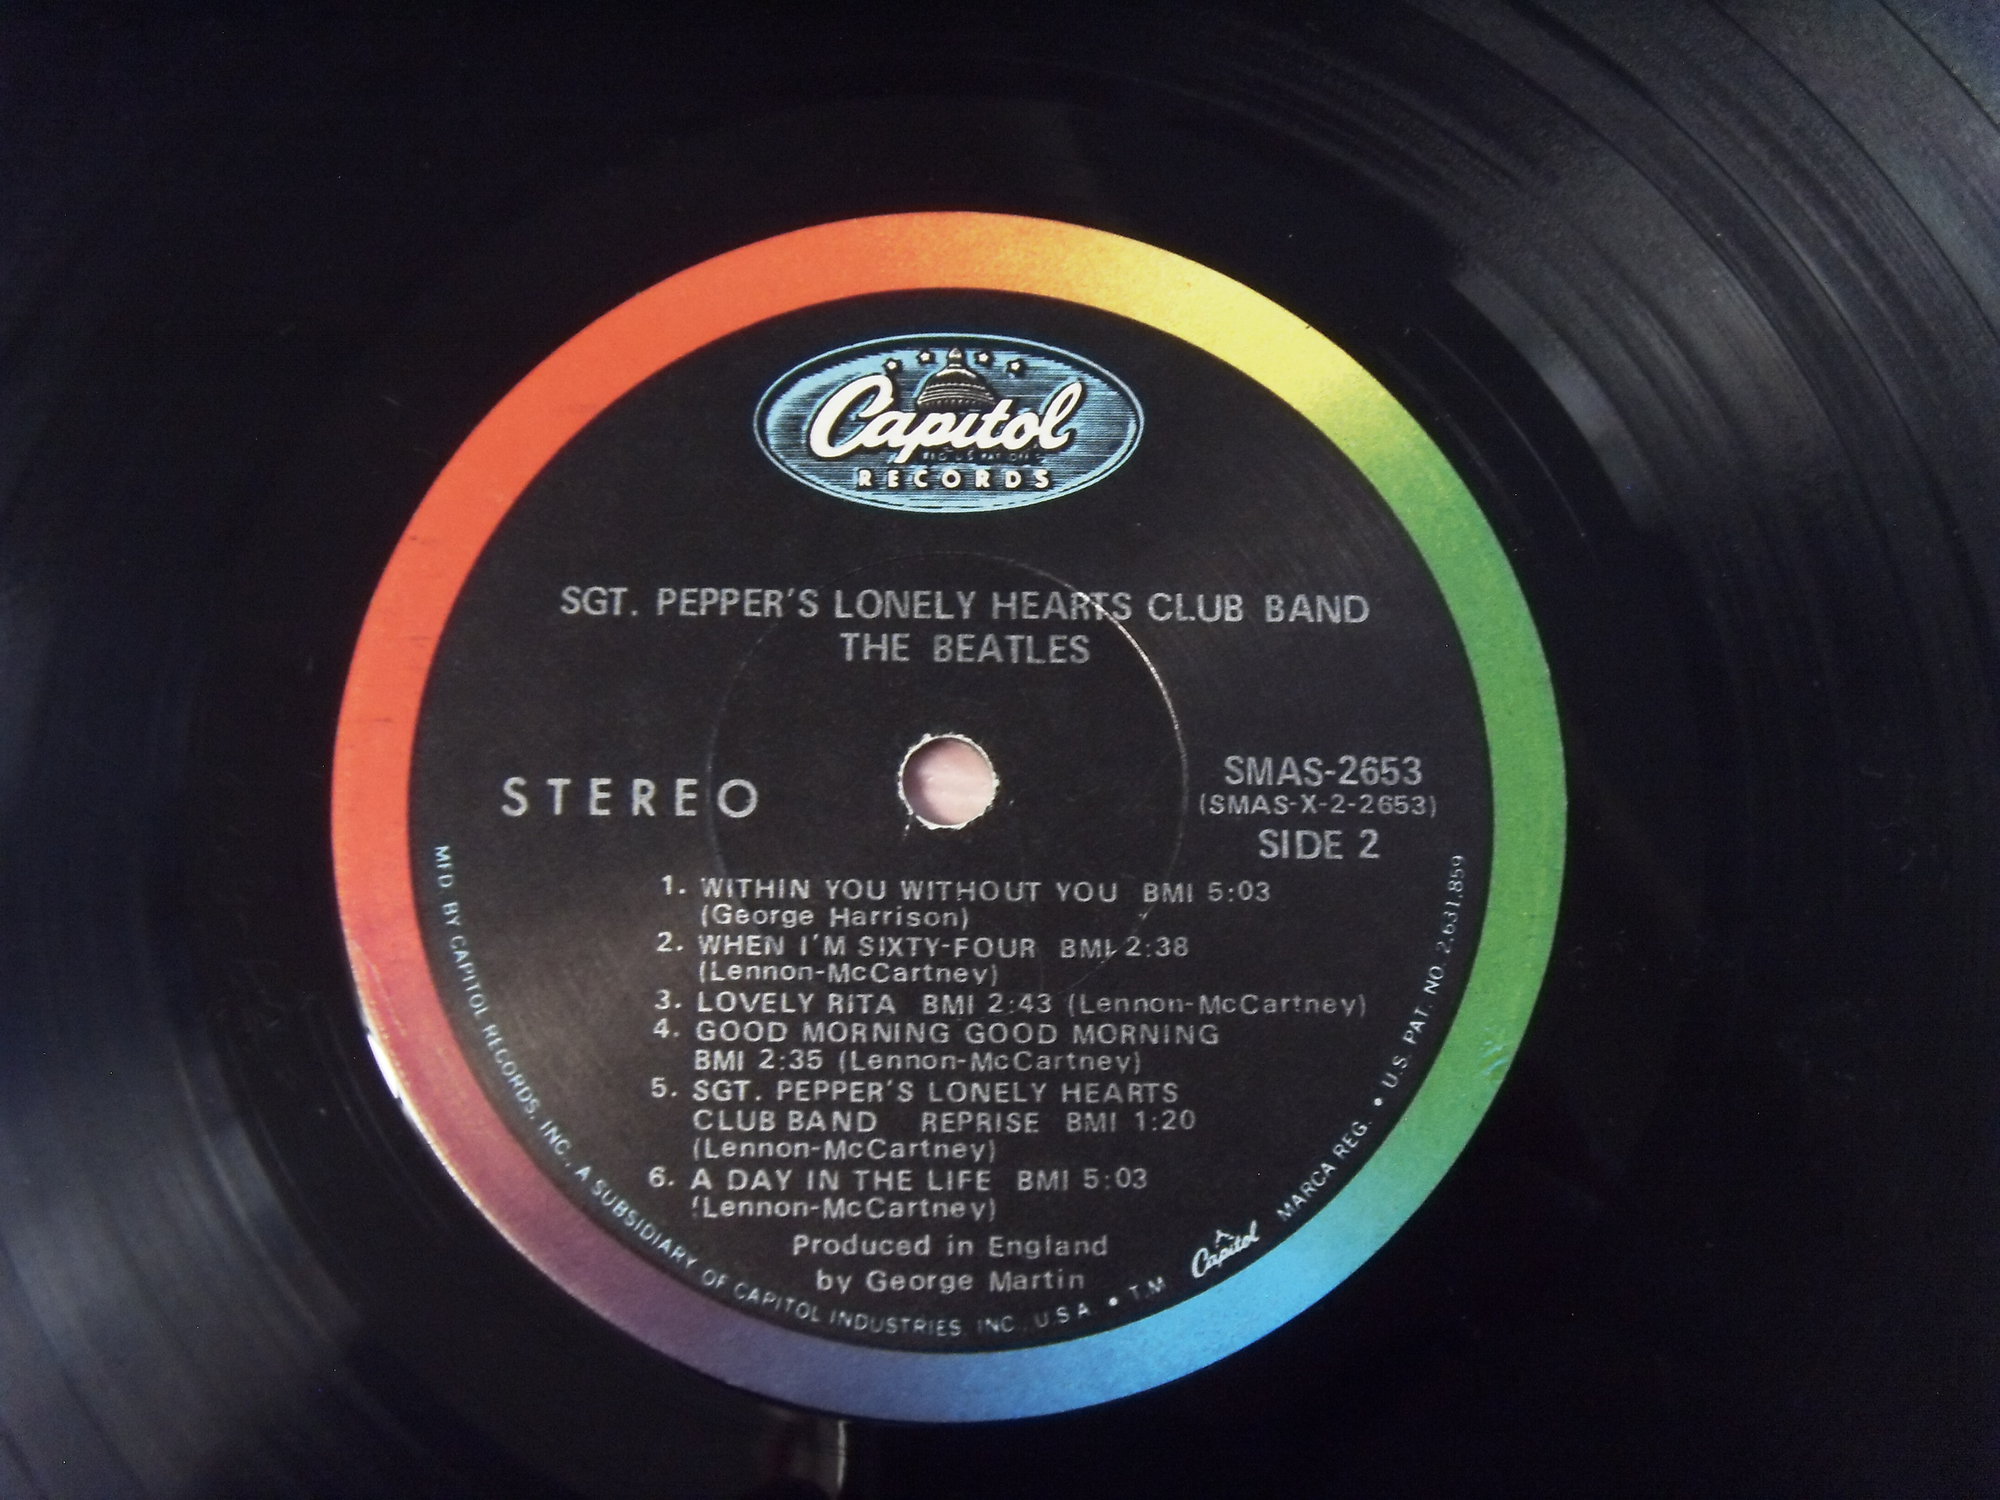 Capitol
RECORDS
SGT. PEPPER'S LONELY HEARTS CLUB BAND
THE BEATLES
STEREO
SMAS-2653
(SMAS-X-2-2653)
SIDE 2
1. WITHIN YOU WITHOUT YOU BMI 5:03
(George Harrison)
2. WHEN I'M SIXTY-FOUR BMI 2:38
(Lennon-McCartney)
3. LOVELY RITA BMI 2:43 (Lennon-McCartney)
4. GOOD MORNING GOOD MORNING
BMI 2:35 (Lennon-McCartney)
5. SGT. PEPPER'S LONELY HEARTS
CLUB BAND REPRISE BMI 1:20
(Lennon-McCartney)
6. A DAY IN THE LIFE BMI 5:03
(Lennon-McCartney)
Produced in England
by George Martin
MFD. BY CAPITOL RECORDS, INC., A SUBSIDIARY OF CAPITOL INDUSTRIES, INC., U.S.A. • T.M. Capitol MARCA REG. • U.S. PAT. NO. 2,631,859